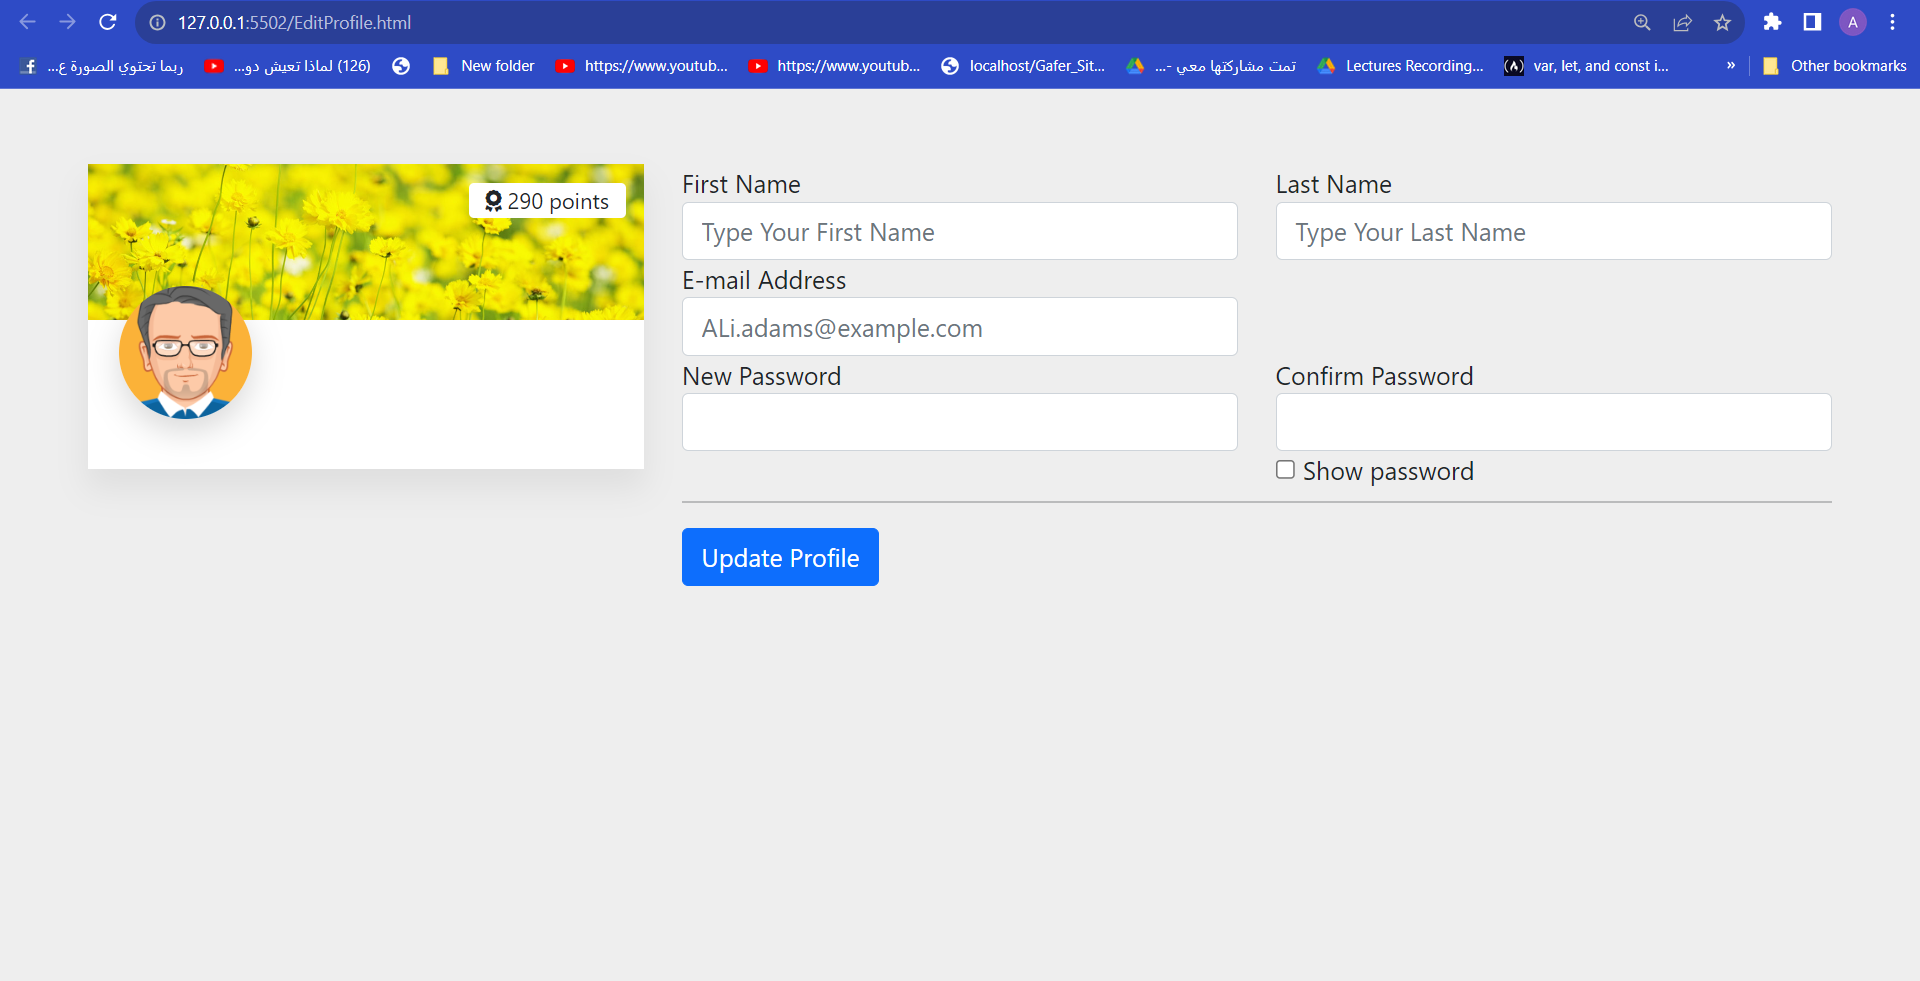 127.0.0.1:5502/EditProfile.html
A
ربما تحتوي الصورة ع...
(126) لماذا تعيش دو...
New folder
https://www.youtub...
https://www.youtub...
localhost/Gafer_Sit...
تمت مشاركتها معي -...
Lectures Recording...
(A) var, let, and const i...
»
Other bookmarks
290 points
First Name
Last Name
Type Your First Name
Type Your Last Name
E-mail Address
ALi.adams@example.com
New Password
Confirm Password
Show password
Update Profile